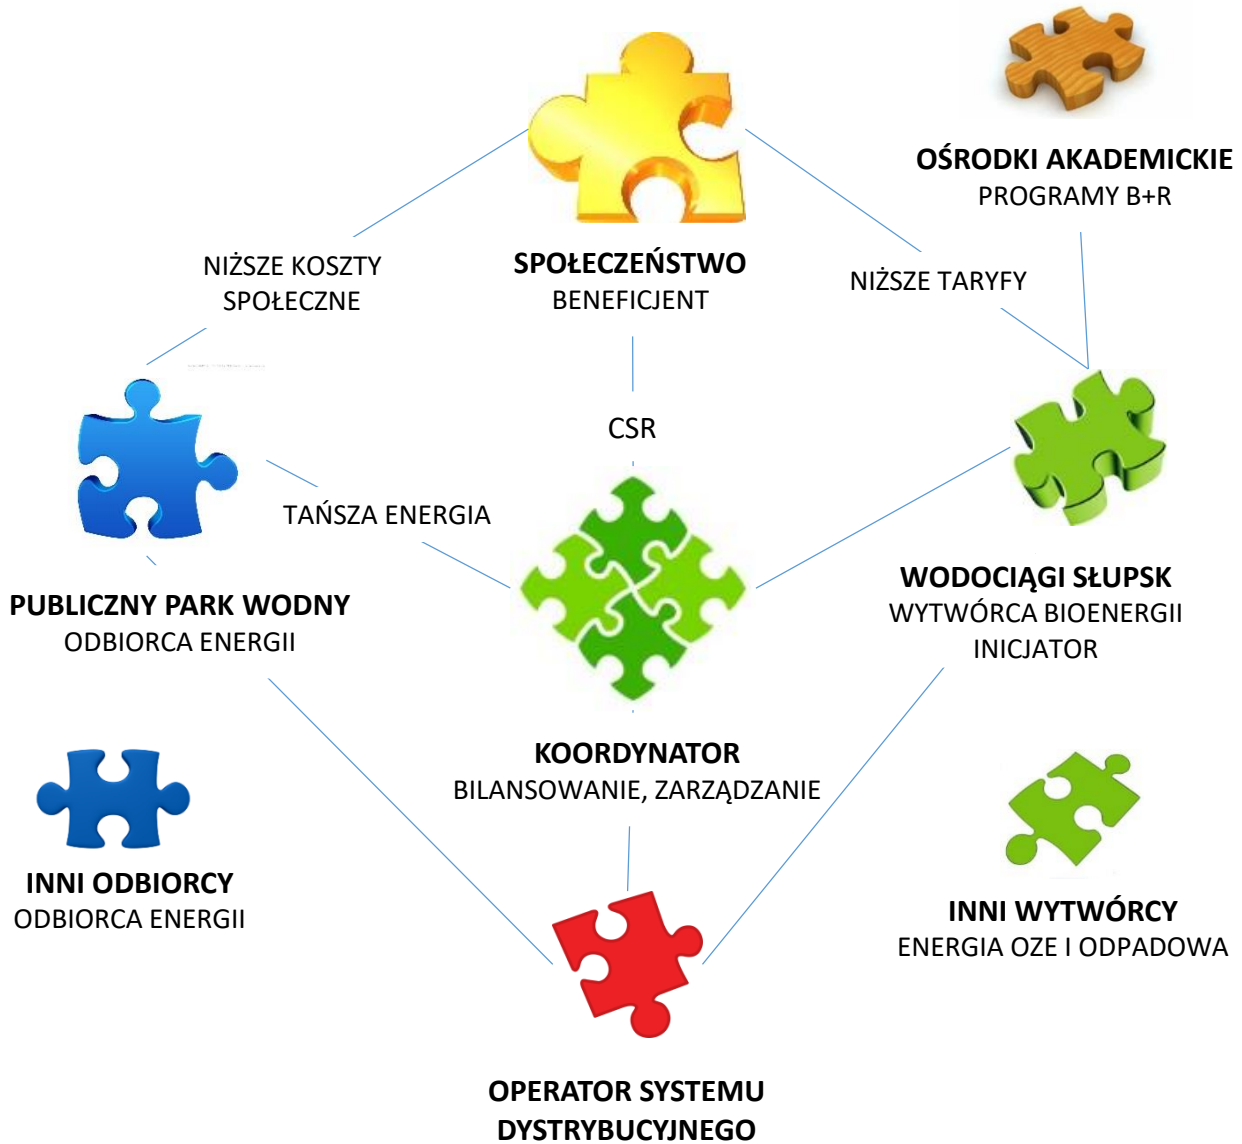 OŚRODKI AKADEMICKIE
PROGRAMY B+R
SPOŁECZEŃSTWO
BENEFICJENT
NIŻSZE KOSZTY
SPOŁECZNE
NIŻSZE TARYFY
CSR
TAŃSZA ENERGIA
PUBLICZNY PARK WODNY
ODBIORCA ENERGII
WODOCIĄGI SŁUPSK
WYTWÓRCA BIOENERGII
INICJATOR
KOORDYNATOR
BILANSOWANIE, ZARZĄDZANIE
INNI ODBIORCY
ODBIORCA ENERGII
INNI WYTWÓRCY
ENERGIA OZE I ODPADOWA
OPERATOR SYSTEMU
DYSTRYBUCYJNEGO